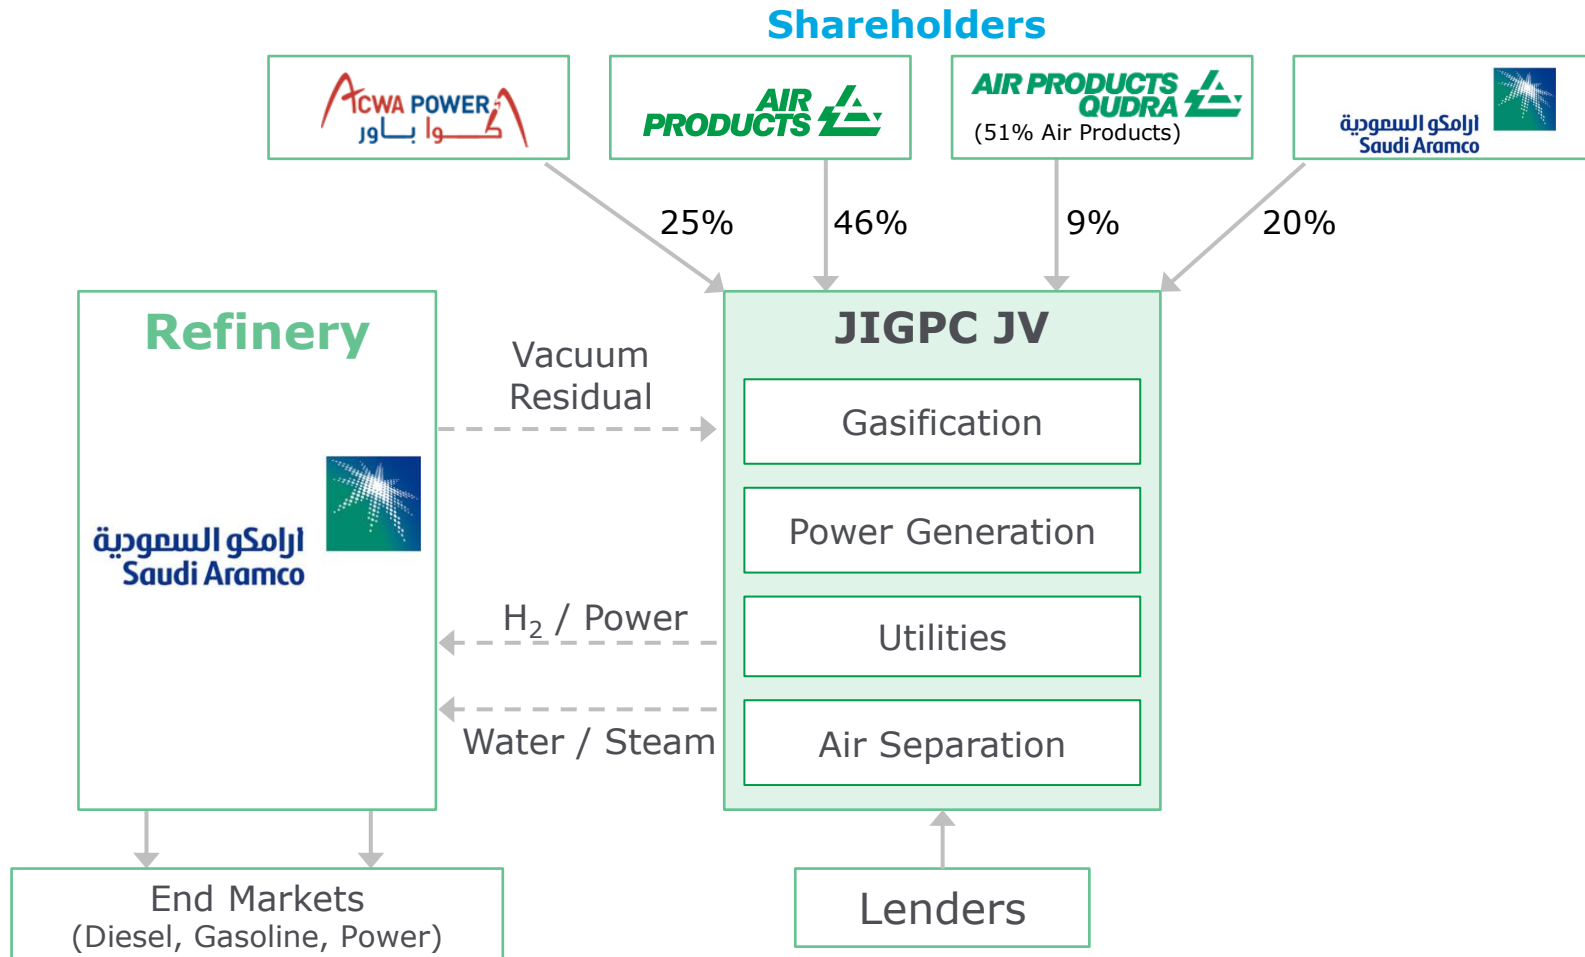 Shareholders
ACWA POWER
أكوا باور
AIR
PRODUCTS
AIR PRODUCTS
QUDRA
(51% Air Products)
أرامكو السعودية
Saudi Aramco
25%
46%
9%
20%
Refinery
أرامكو السعودية
Saudi Aramco
Vacuum
Residual
H₂ / Power
Water / Steam
JIGPC JV
Gasification
Power Generation
Utilities
Air Separation
End Markets
(Diesel, Gasoline, Power)
Lenders